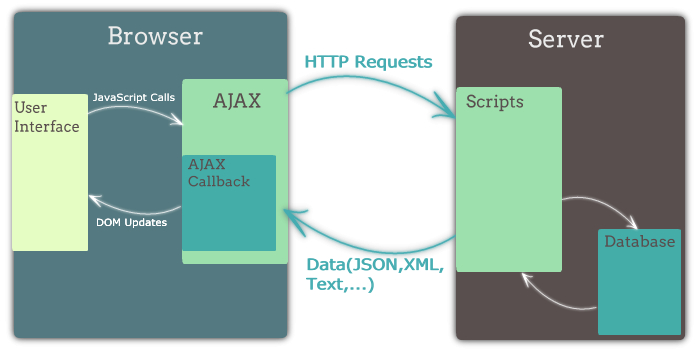 Browser
User
Interface
JavaScript Calls
DOM Updates
AJAX
AJAX
Callback
HTTP Requests
Data(JSON,XML,
Text,...)
Server
Scripts
Database